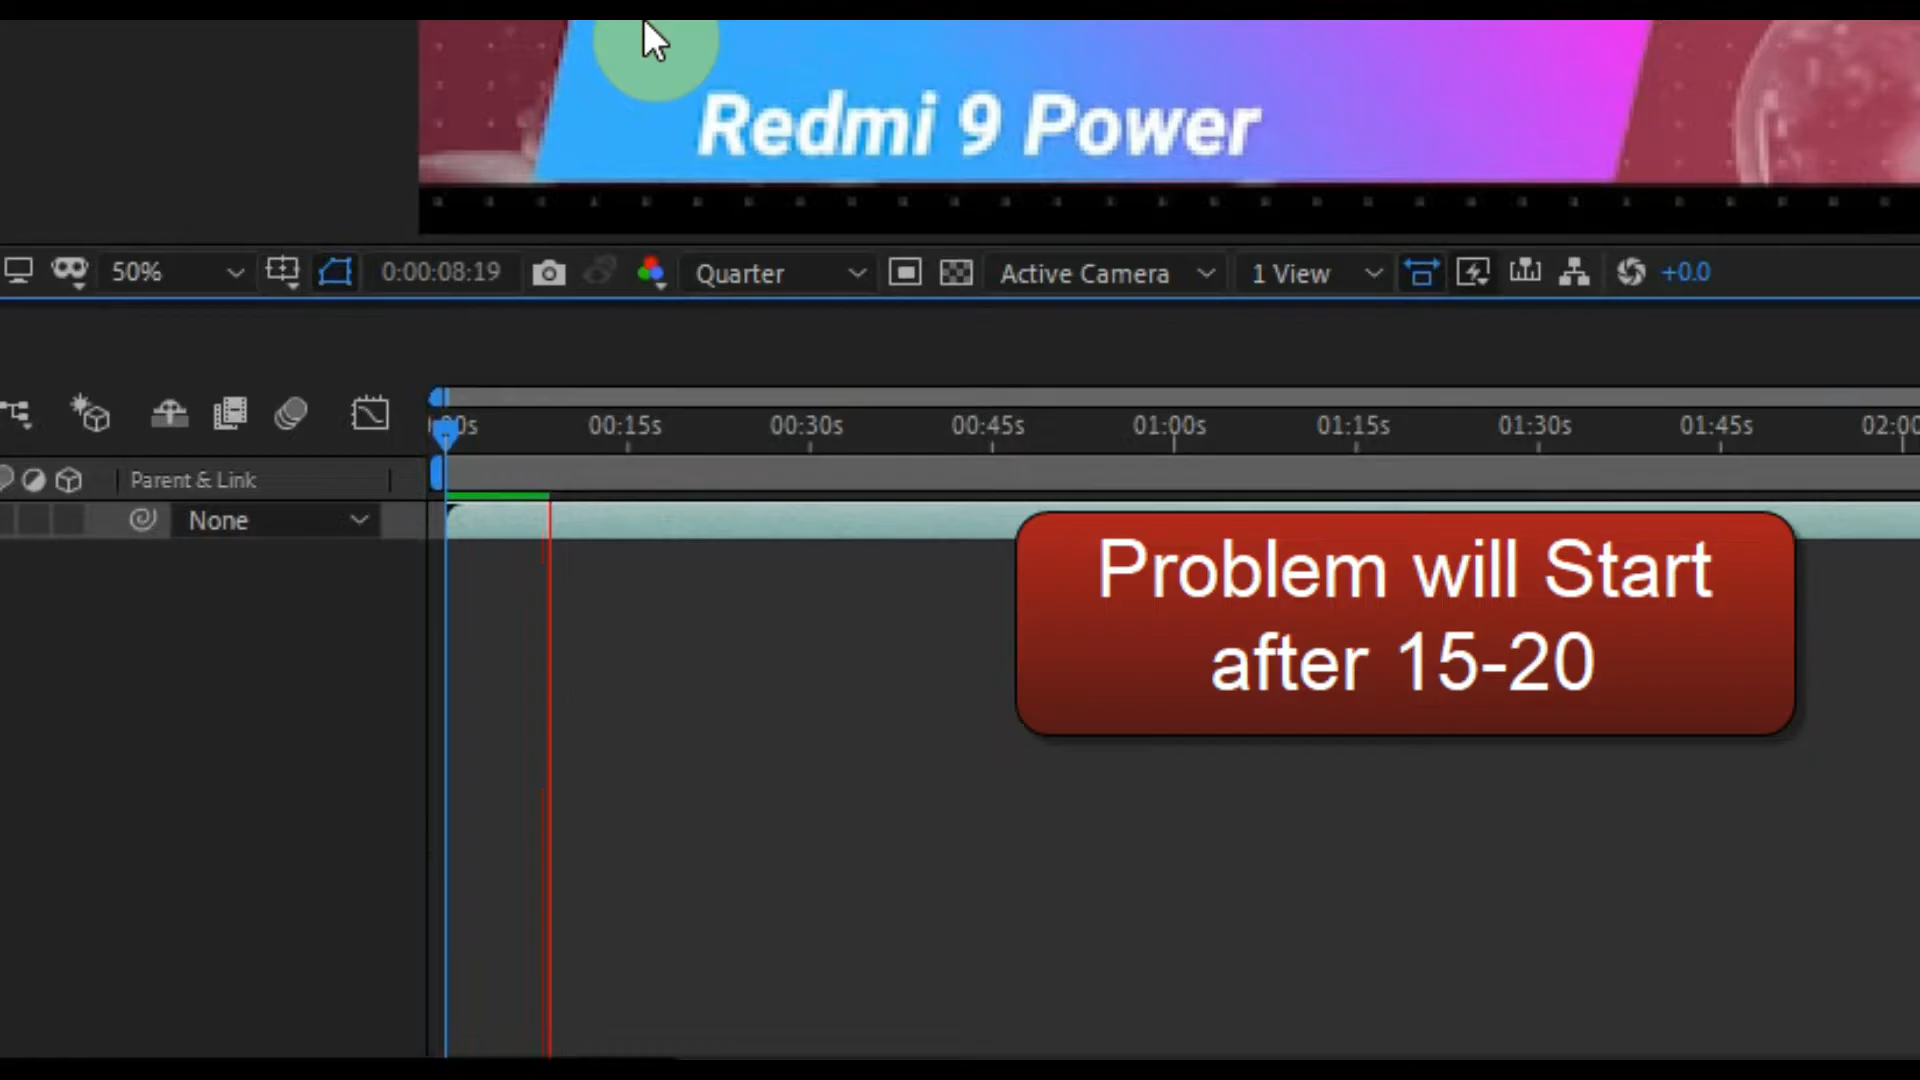 Redmi 9 Power
50%
0:00:08:19
Quarter
Active Camera
1 View
+0.0
00:15s
00:30s
00:45s
01:00s
01:15s
01:30s
01:45s
Parent & Link
None
Problem will Start
after 15-20